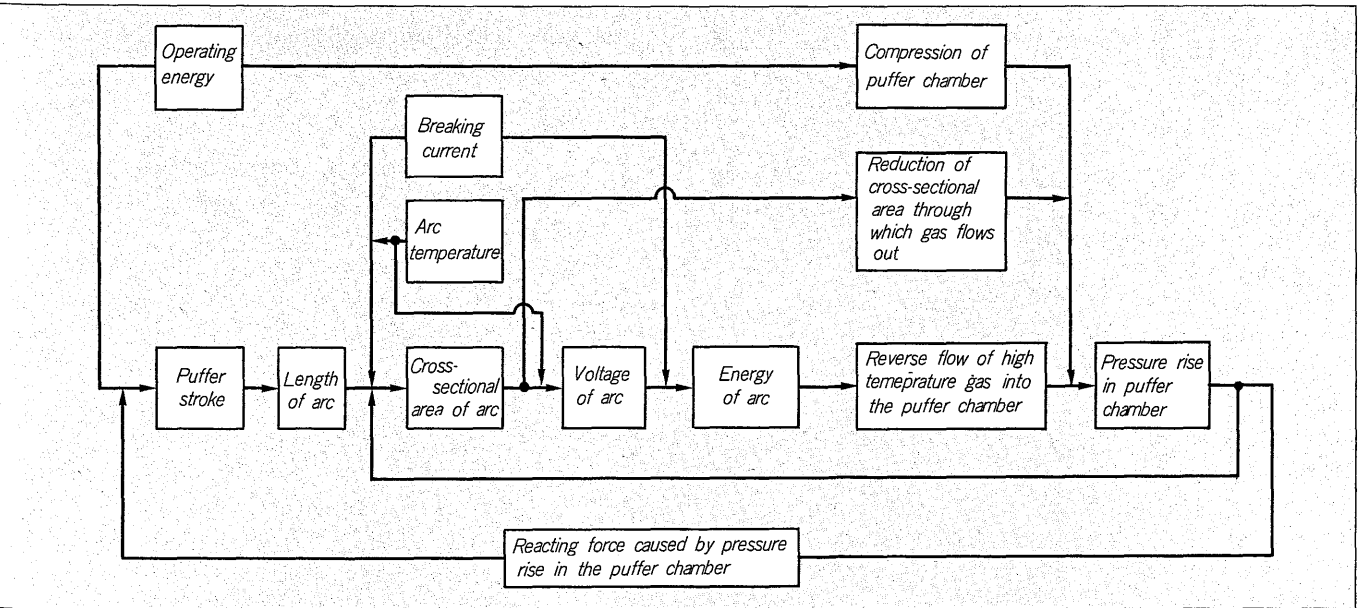 Operating
energy
Compression of
puffer chamber
Breaking
current
Reduction of
cross-sectional
area through
which gas flows
out
Arc
temperature
Puffer
stroke
Length
of arc
Cross-
sectional
area of arc
Voltage
of arc
Energy
of arc
Reverse flow of high
temeprature gas into
the puffer chamber
Pressure rise
in puffer
chamber
Reacting force caused by pressure
rise in the puffer chamber